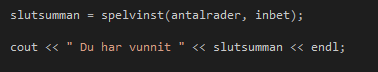 slutsumman = spelvinst(antalrader, inbet);
cout << " Du har vunnit " << slutsumman << endl;